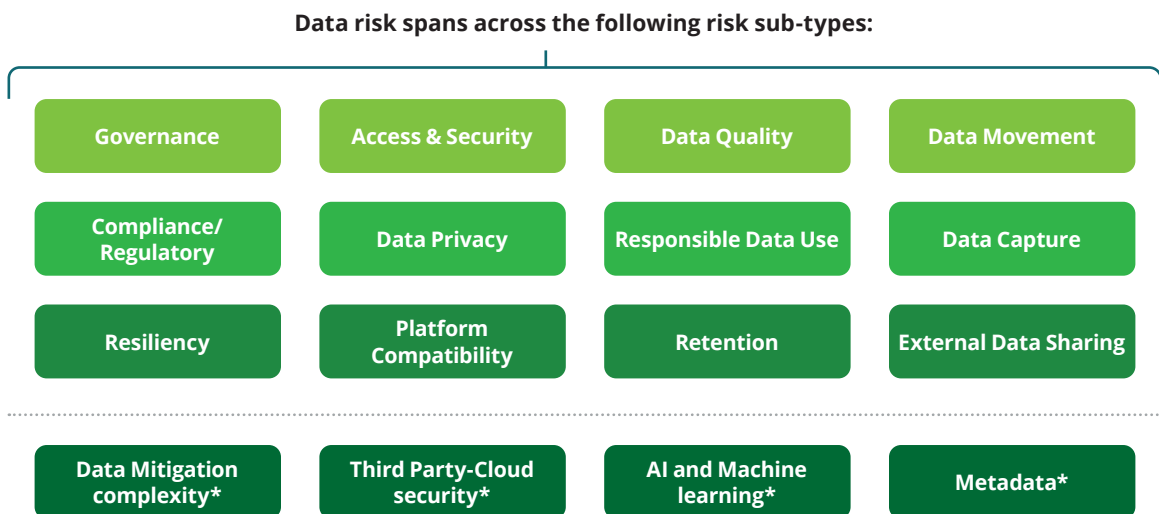 Data risk spans across the following risk sub-types:
Governance
Access & Security
Data Quality
Data Movement
Compliance/
Regulatory
Data Privacy
Responsible Data Use
Data Capture
Resiliency
Platform
Compatibility
Retention
External Data Sharing
Data Mitigation
complexity*
Third Party-Cloud
security*
AI and Machine
learning*
Metadata*